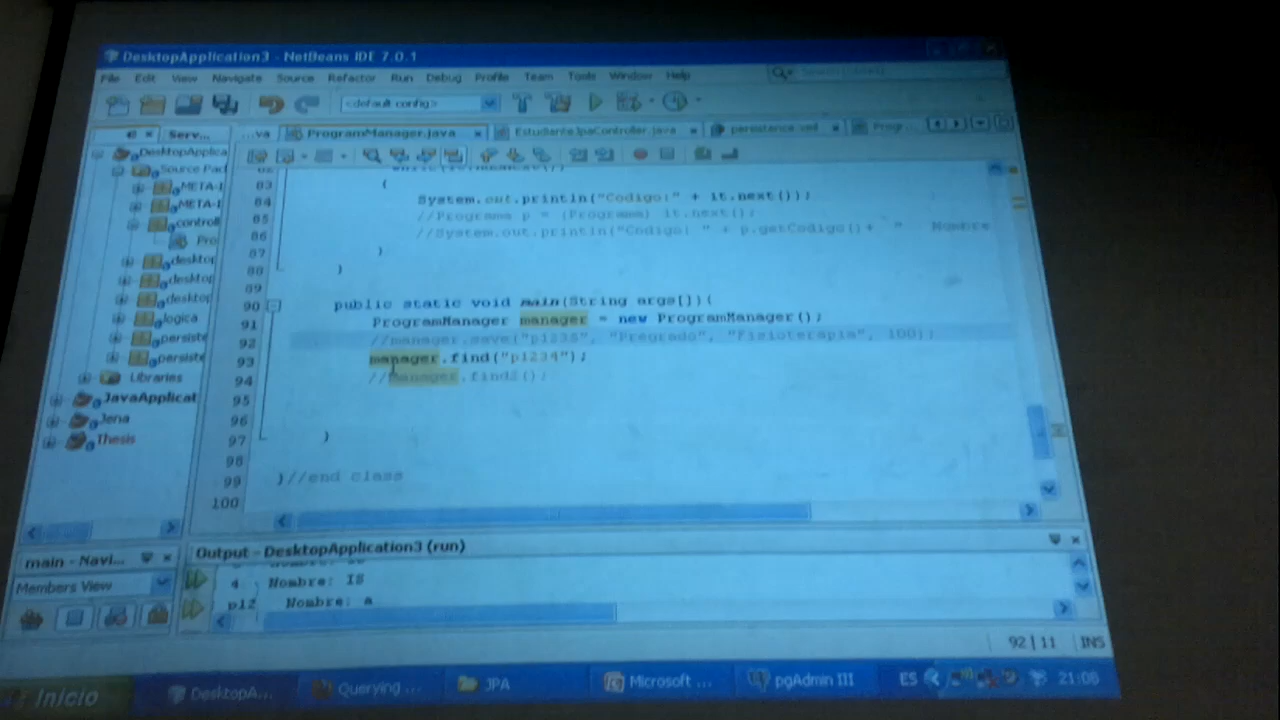 DesktopApplication3 - NetBeans IDE 7.0.1
File Edit View Navigate Source Refactor Run Debug Profile Team Tools Window Help
<default config>
Serv... ...va ProgramManager.java EstudianteJpaController.java persistence.xml Progr...
DesktopApplica
Source Pac
META-I
META-I
controll
Pro
desktop
desktop
desktop
logica
persiste
persiste
Libraries
JavaApplicat
Jena
Thesis
83 {
84 System.out.println("Codigo:" + it.next());
85 //Programa p = (Programa) it.next();
86 //System.out.println("Codigo: " + p.getCodigo()+ " Nombre
87 }
88 }
89
90 public static void main(String args[]){
91 ProgramManager manager = new ProgramManager();
92 //manager.save("p1235", "Pregrado", "Fisioterapia", 100);
93 manager.find("p1234");
94 //manager.find2();
95
96
97 }
98
99 }//end class
100
main - Navi...
Members View
Output - DesktopApplication3 (run)
4 Nombre: IS
p12 Nombre: a
92|11 INS
Inicio DesktopA... Querying ... JPA Microsoft ... pgAdmin III ES 21:08